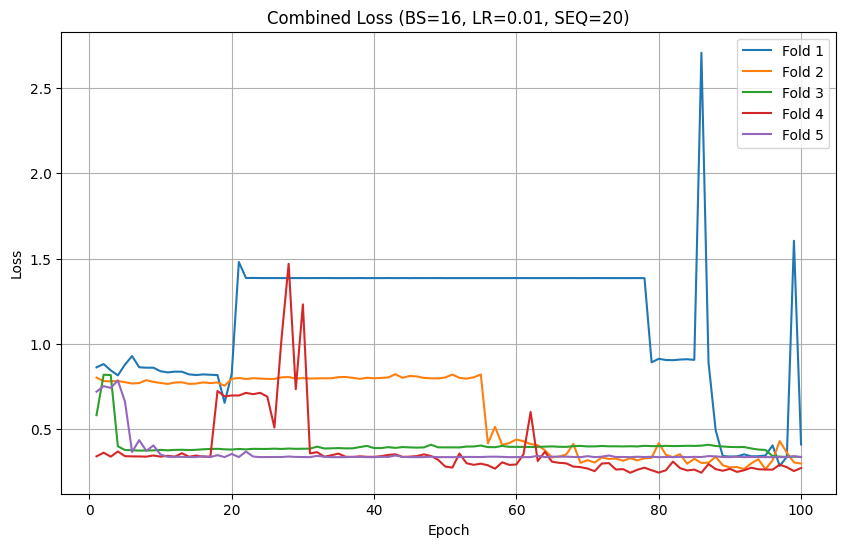 Combined Loss (BS=16, LR=0.01, SEQ=20)
Fold 1
Fold 2
Fold 3
Fold 4
Fold 5
2.5
2.0
1.5
1.0
0.5
Loss
0 20 40 60 80 100
Epoch